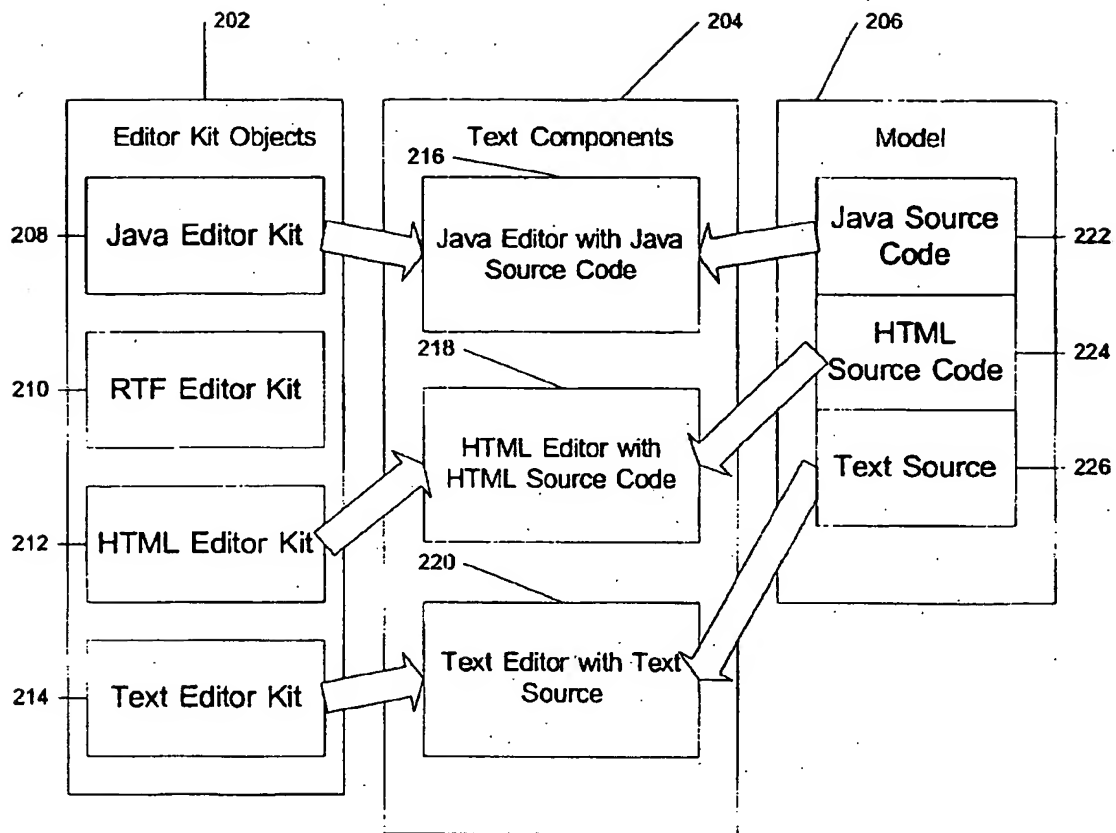 202
204
206
Editor Kit Objects
Text Components
Model
208
Java Editor Kit
210
RTF Editor Kit
212
HTML Editor Kit
214
Text Editor Kit
216
Java Editor with Java
Source Code
218
HTML Editor with
HTML Source Code
220
Text Editor with Text
Source
Java Source
Code
222
HTML
Source Code
224
Text Source
226